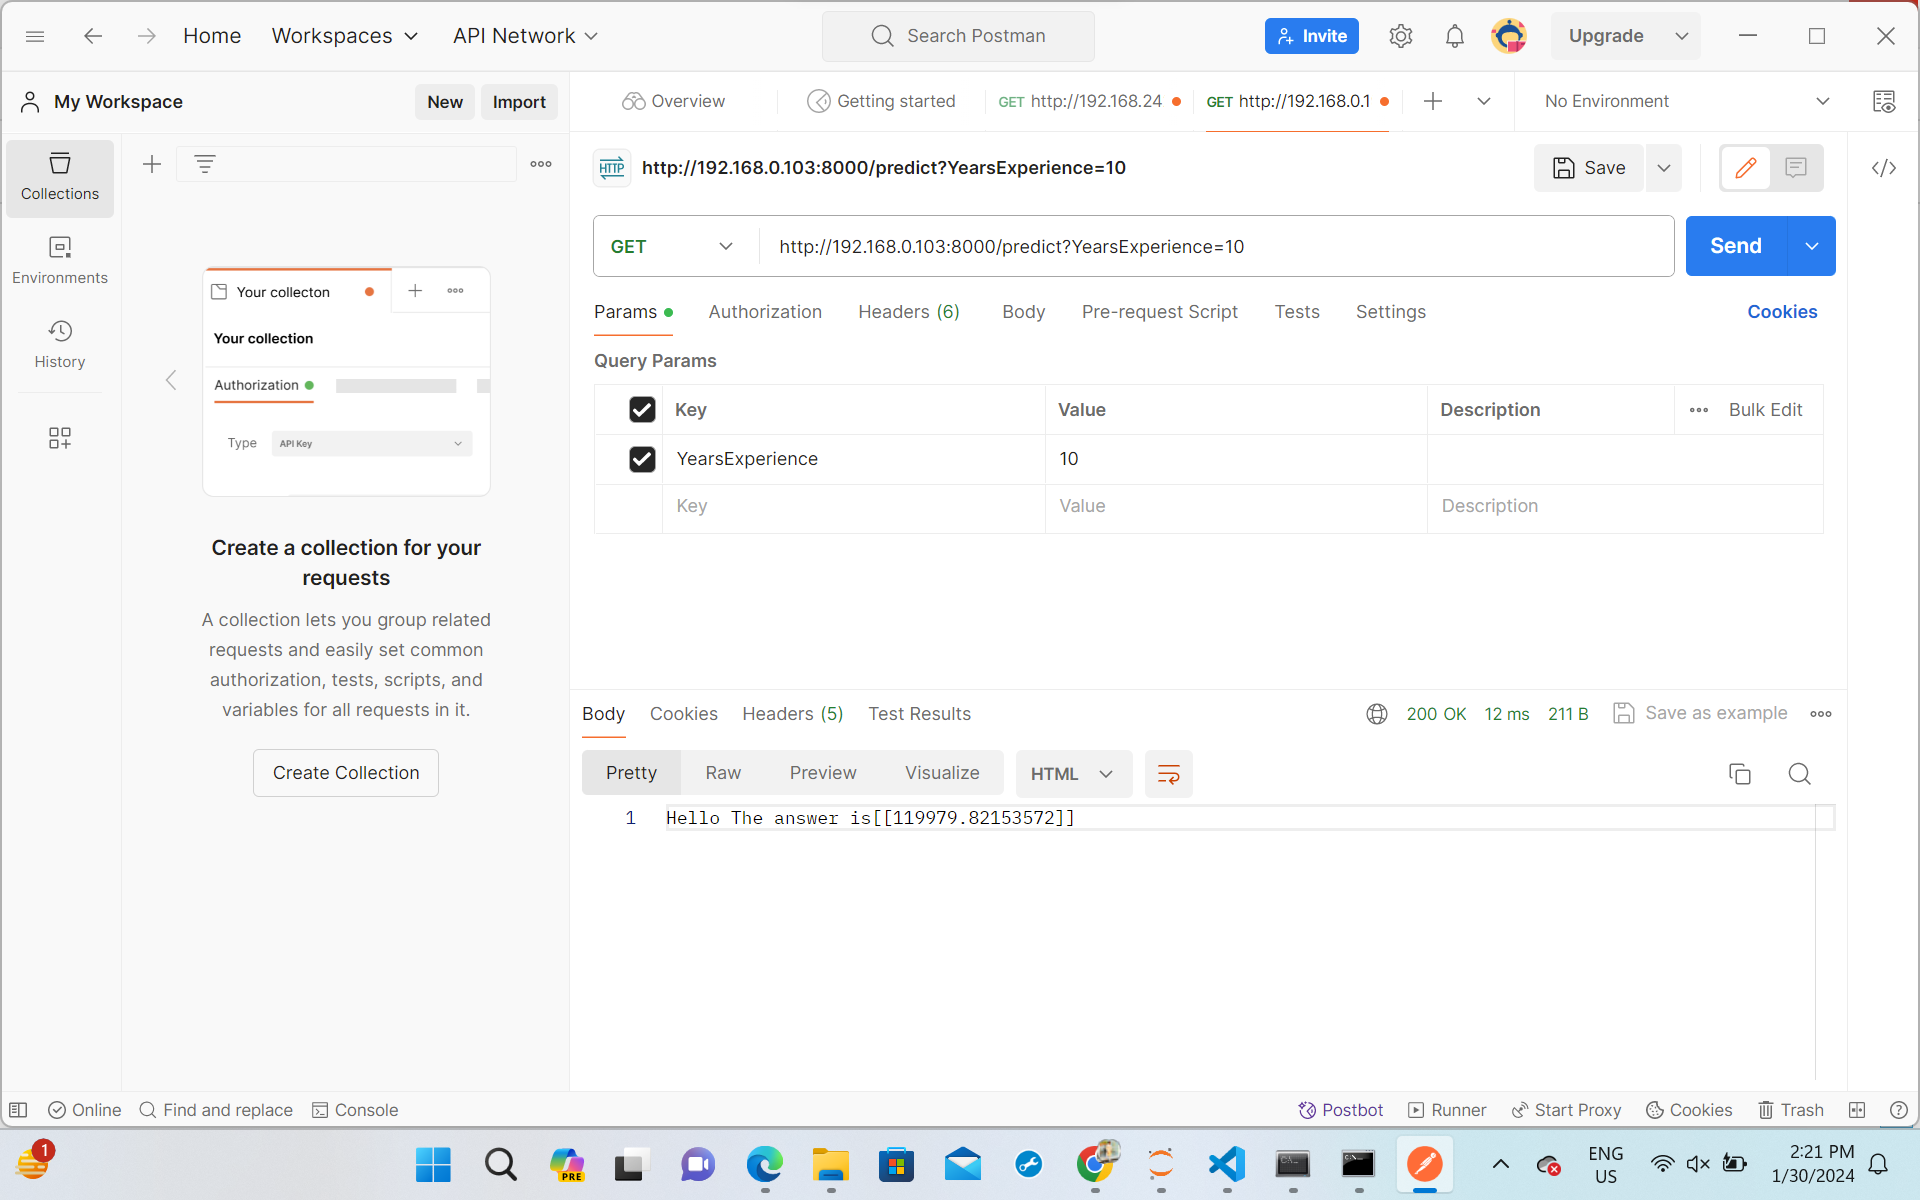 Home Workspaces API Network Search Postman Invite Upgrade
My Workspace New Import Overview Getting started GET http://192.168.24 GET http://192.168.0.1 No Environment
Collections
Environments
History
Your collecton
Your collection
Authorization
Type API Key
Create a collection for your
requests
A collection lets you group related
requests and easily set common
authorization, tests, scripts, and
variables for all requests in it.
Create Collection
HTTP http://192.168.0.103:8000/predict?YearsExperience=10 Save </>
GET http://192.168.0.103:8000/predict?YearsExperience=10 Send
Params Authorization Headers (6) Body Pre-request Script Tests Settings Cookies
Query Params
Key Value Description Bulk Edit
YearsExperience 10
Key Value Description
Body Cookies Headers (5) Test Results 200 OK 12 ms 211 B Save as example
Pretty Raw Preview Visualize HTML
1 Hello The answer is[[119979.82153572]]
Online Find and replace Console Postbot Runner Start Proxy Cookies Trash
1 PRE ENG 2:21 PM
US 1/30/2024